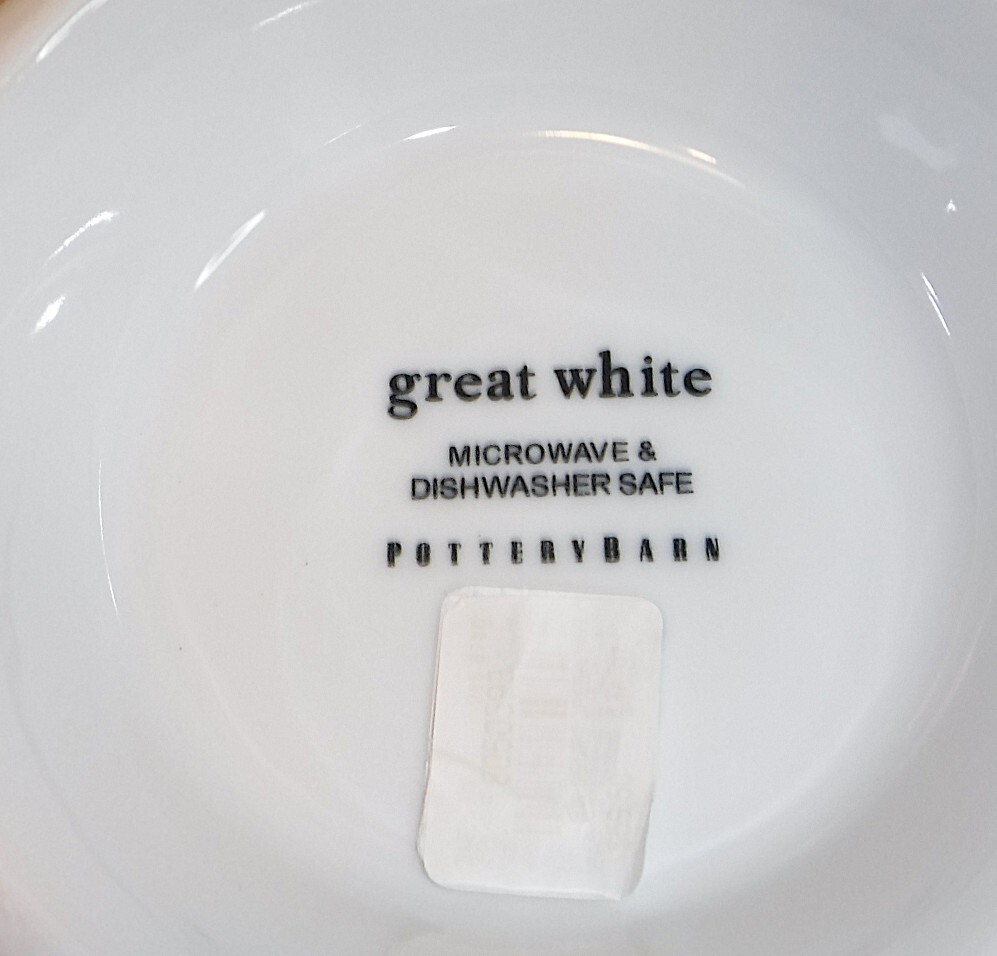 great white
MICROWAVE &
DISHWASHER SAFE
POTTERYBARN